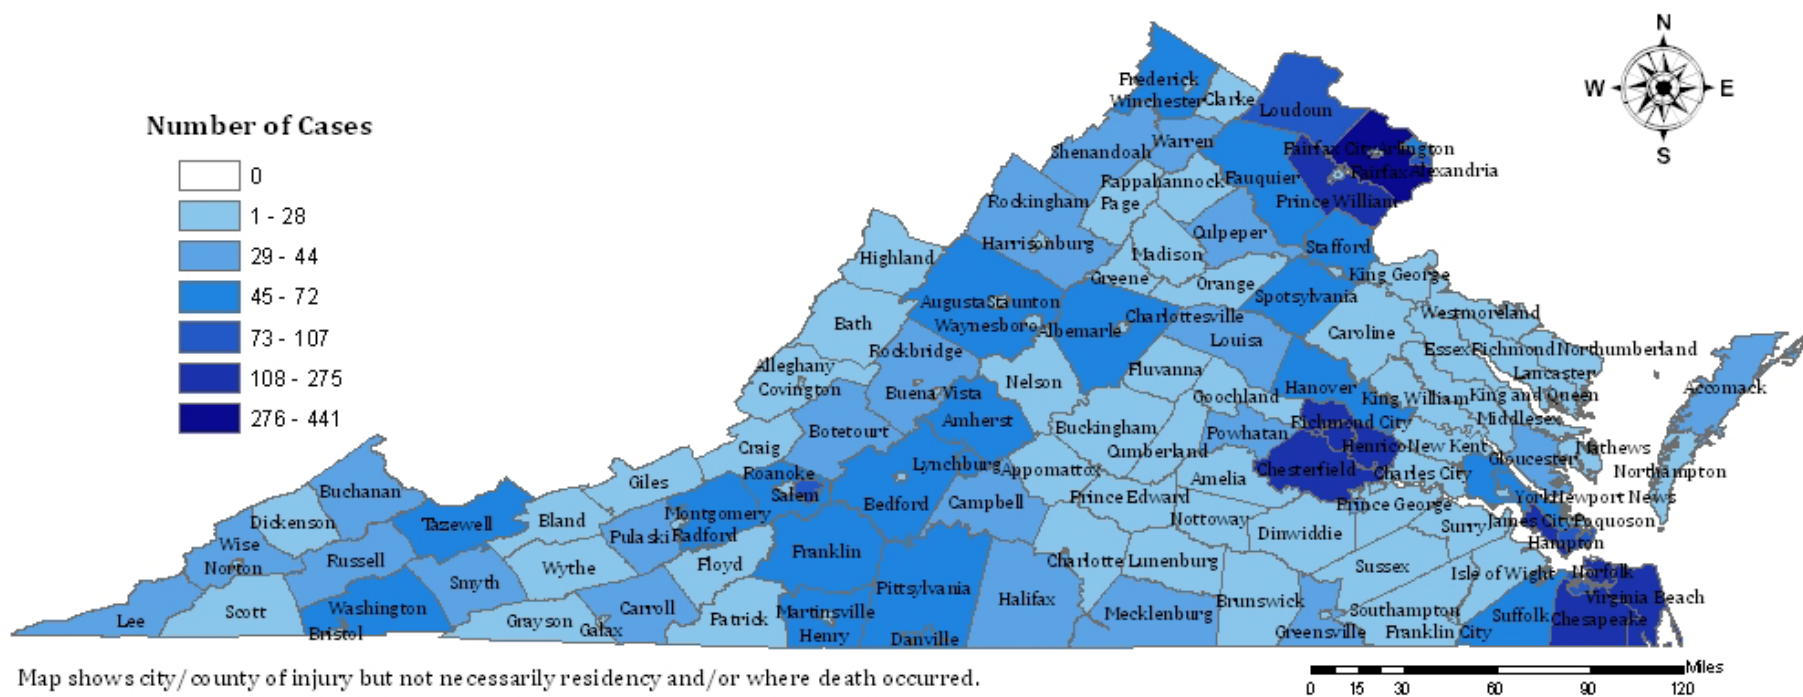 N
W E
S
Number of Cases
0
1 - 28
29 - 44
45 - 72
73 - 107
108 - 275
276 - 441
Frederick
Winchester
Clarke
Loudoun
Shenandoah
Warren
Fairfax City
Arlington
Fairfax
Alexandria
Rappahannock
Fauquier
Page
Prince William
Rockingham
Culpeper
Harrisonburg
Stafford
Highland
Madison
Greene
King George
Orange
Augusta
Staunton
Spotsylvania
Charlottesville
Westmoreland
Bath
Waynesboro
Albemarle
Caroline
Louisa
Rockbridge
Essex
Richmond
Northumberland
Alleghany
Fluvanna
Lancaster
Covington
Nelson
Hanover
Accomack
Buena Vista
Goochland
King William
King and Queen
Amherst
Richmond City
Middlesex
Buckingham
Botetourt
Powhatan
Craig
Cumberland
Henrico
New Kent
Mathews
Gloucester
Lynchburg
Appomattox
Chesterfield
Charles City
Northampton
Roanoke
Giles
Salem
Amelia
Buchanan
Bedford
Campbell
Prince Edward
Prince George
York
Newport News
Montgomery
Dickenson
Tazewell
Bland
Nottoway
Surry
James City
Poquoson
Pulaski
Radford
Dinwiddie
Wise
Franklin
Hampton
Russell
Charlotte
Lunenburg
Norton
Wythe
Floyd
Sussex
Isle of Wight
Norfolk
Smyth
Pittsylvania
Halifax
Virginia Beach
Brunswick
Scott
Washington
Carroll
Martinsville
Mecklenburg
Southampton
Suffolk
Lee
Grayson
Patrick
Chesapeake
Bristol
Galax
Henry
Danville
Greensville
Franklin City
Map shows city/county of injury but not necessarily residency and/or where death occurred.
Miles
0 15 30 60 90 120